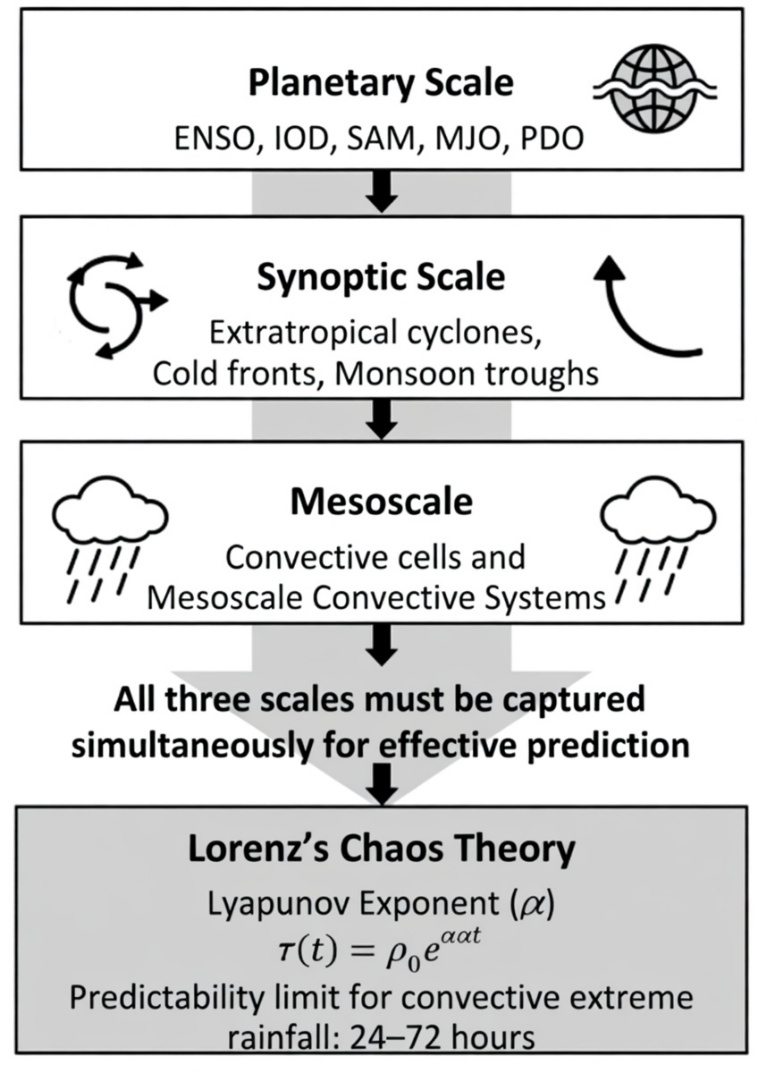 Planetary Scale
ENSO, IOD, SAM, MJO, PDO
Synoptic Scale
Extratropical cyclones,
Cold fronts, Monsoon troughs
Mesoscale
Convective cells and
Mesoscale Convective Systems
All three scales must be captured
simultaneously for effective prediction
Lorenz’s Chaos Theory
Lyapunov Exponent (α)
τ(t) = ρ₀e^{ααt}
Predictability limit for convective extreme
rainfall: 24–72 hours